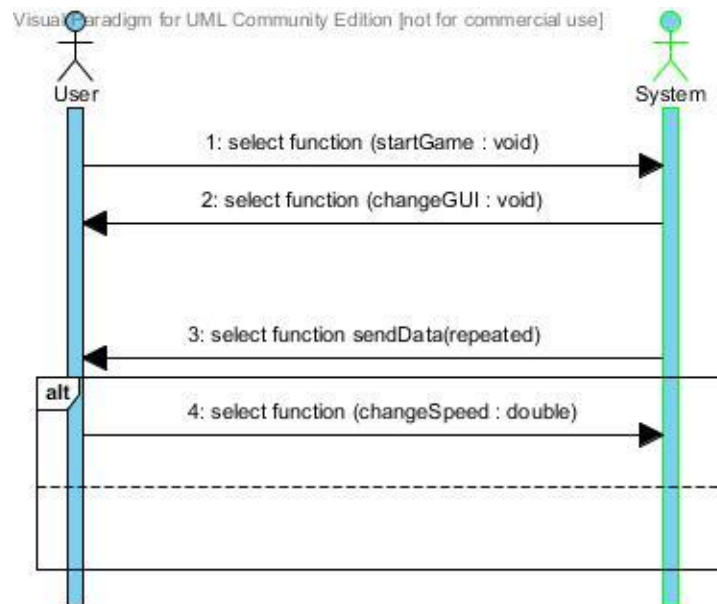 Visual Paradigm for UML Community Edition [not for commercial use]
User
System
1: select function (startGame : void)
2: select function (changeGUI : void)
3: select function sendData(repeated)
alt
4: select function (changeSpeed : double)